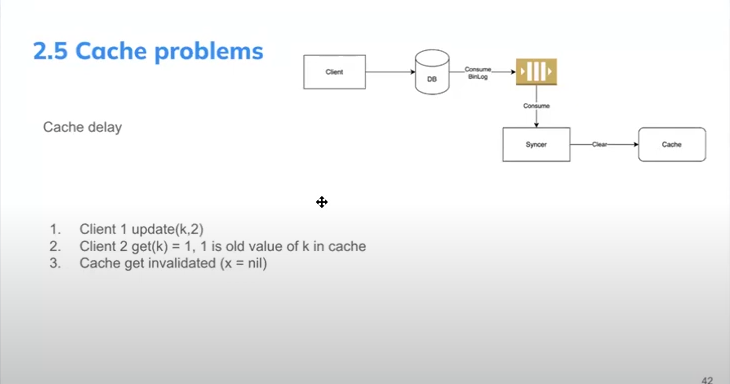 2.5 Cache problems
Client
DB
Consume
BinLog
Consume
Syncer
Clear
Cache
Cache delay
1. Client 1 update(k,2)
2. Client 2 get(k) = 1, 1 is old value of k in cache
3. Cache get invalidated (x = nil)
42